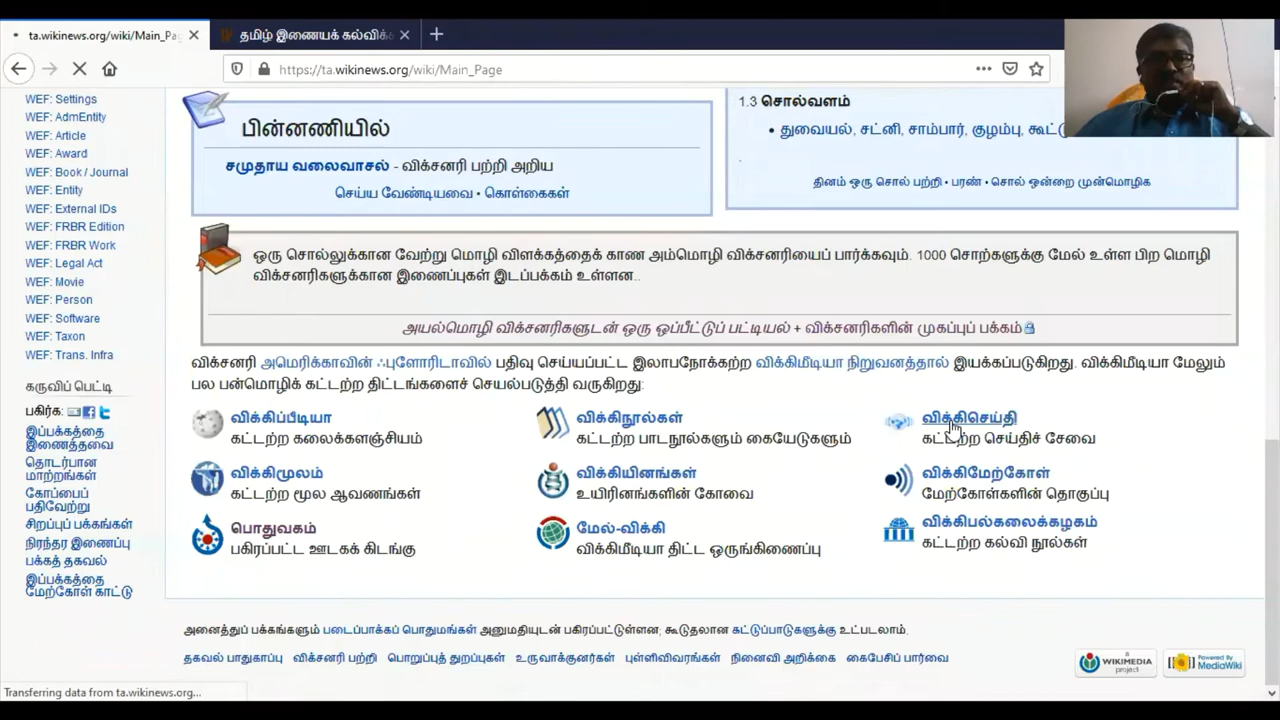 ta.wikinews.org/wiki/Main_Pa
தமிழ் இணையக் கல்விக்
https://ta.wikinews.org/wiki/Main_Page
WEF: Settings
WEF: AdmEntity
WEF: Article
WEF: Award
WEF: Book / Journal
WEF: Entity
WEF: External IDs
WEF: FRBR Edition
WEF: FRBR Work
WEF: Legal Act
WEF: Movie
WEF: Person
WEF: Software
WEF: Taxon
WEF: Trans. Infra
கருவிப் பெட்டி
பகிர்க:
இப்பக்கத்தை
இணைத்தவை
தொடர்பான
மாற்றங்கள்
கோப்பைப்
பதிவேற்று
சிறப்புப் பக்கங்கள்
நிரந்தர இணைப்பு
பக்கத் தகவல்
இப்பக்கத்தை
மேற்கோள் காட்டு
பின்னணியில்
சமுதாய வலைவாசல் - விக்சனரி பற்றி அறிய
செய்ய வேண்டியவை • கொள்கைகள்
1.3 சொல்வளம்
• துவையல், சட்னி, சாம்பார், குழம்பு, கூட்டு
தினம் ஒரு சொல் பற்றி • பரண் • சொல் ஒன்றை முன்மொழிக
ஒரு சொல்லுக்கான வேற்று மொழி விளக்கத்தைக் காண அம்மொழி விக்சனரியைப் பார்க்கவும். 1000 சொற்களுக்கு மேல் உள்ள பிற மொழி
விக்சனரிகளுக்கான இணைப்புகள் இடப்பக்கம் உள்ளன..
அயல்மொழி விக்சனரிகளுடன் ஒரு ஒப்பீட்டுப் பட்டியல் + விக்சனரிகளின் முகப்புப் பக்கம்
விக்சனரி அமெரிக்காவின் ஃபுளோரிடாவில் பதிவு செய்யப்பட்ட இலாபநோக்கற்ற விக்கிமீடியா நிறுவனத்தால் இயக்கப்படுகிறது. விக்கிமீடியா மேலும்
பல பன்மொழிக் கட்டற்ற திட்டங்களைச் செயல்படுத்தி வருகிறது:
விக்கிப்பீடியா
கட்டற்ற கலைக்களஞ்சியம்
விக்கிநூல்கள்
கட்டற்ற பாடநூல்களும் கையேடுகளும்
விக்கிசெய்தி
கட்டற்ற செய்திச் சேவை
விக்கிமூலம்
கட்டற்ற மூல ஆவணங்கள்
விக்கியினங்கள்
உயிரினங்களின் கோவை
விக்கிமேற்கோள்
மேற்கோள்களின் தொகுப்பு
பொதுவகம்
பகிரப்பட்ட ஊடகக் கிடங்கு
மேல்-விக்கி
விக்கிமீடியா திட்ட ஒருங்கிணைப்பு
விக்கிபல்கலைக்கழகம்
கட்டற்ற கல்வி நூல்கள்
அனைத்துப் பக்கங்களும் படைப்பாக்கப் பொதுமங்கள் அனுமதியுடன் பகிரப்பட்டுள்ளன; கூடுதலான கட்டுப்பாடுகளுக்கு உட்படலாம்.
தகவல் பாதுகாப்பு விக்சனரி பற்றி பொறுப்புத் துறப்புகள் உருவாக்குனர்கள் புள்ளிவிவரங்கள் நினைவி அறிக்கை கைபேசிப் பார்வை
A WIKIMEDIA project
Powered By MediaWiki
Transferring data from ta.wikinews.org...